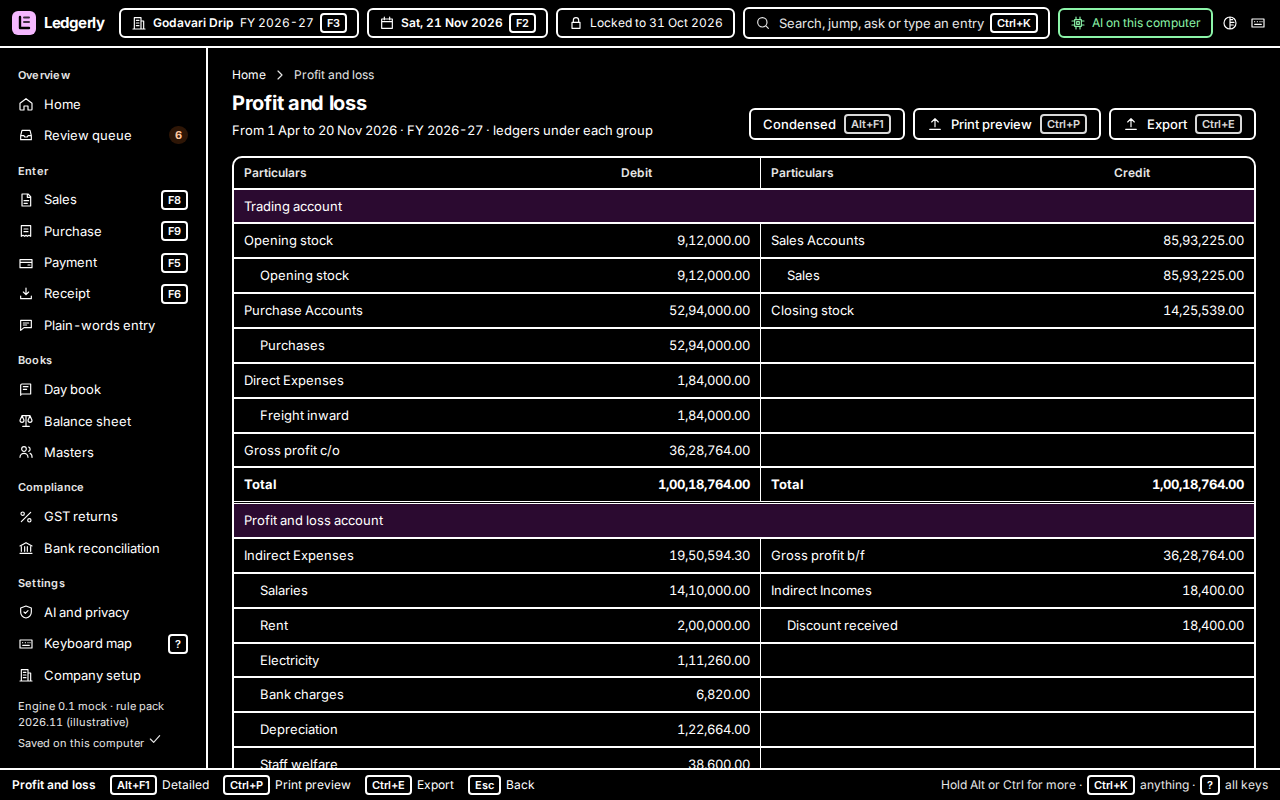 Ledgerly
Godavari Drip FY 2026-27 F3
Sat, 21 Nov 2026 F2
Locked to 31 Oct 2026
Search, jump, ask or type an entry Ctrl+K
AI on this computer
Overview
Home
Review queue 6
Enter
Sales F8
Purchase F9
Payment F5
Receipt F6
Plain-words entry
Books
Day book
Balance sheet
Masters
Compliance
GST returns
Bank reconciliation
Settings
AI and privacy
Keyboard map ?
Company setup
Engine 0.1 mock · rule pack
2026.11 (illustrative)
Saved on this computer
Home Profit and loss
Profit and loss
From 1 Apr to 20 Nov 2026 · FY 2026-27 · ledgers under each group
Condensed Alt+F1
Print preview Ctrl+P
Export Ctrl+E
Particulars Debit Particulars Credit
Trading account
Opening stock 9,12,000.00 Sales Accounts 85,93,225.00
Opening stock 9,12,000.00 Sales 85,93,225.00
Purchase Accounts 52,94,000.00 Closing stock 14,25,539.00
Purchases 52,94,000.00
Direct Expenses 1,84,000.00
Freight inward 1,84,000.00
Gross profit c/o 36,28,764.00
Total 1,00,18,764.00 Total 1,00,18,764.00
Profit and loss account
Indirect Expenses 19,50,594.30 Gross profit b/f 36,28,764.00
Salaries 14,10,000.00 Indirect Incomes 18,400.00
Rent 2,00,000.00 Discount received 18,400.00
Electricity 1,11,260.00
Bank charges 6,820.00
Depreciation 1,22,664.00
Staff welfare 38,600.00
Profit and loss Alt+F1 Detailed Ctrl+P Print preview Ctrl+E Export Esc Back
Hold Alt or Ctrl for more · Ctrl+K anything · ? all keys